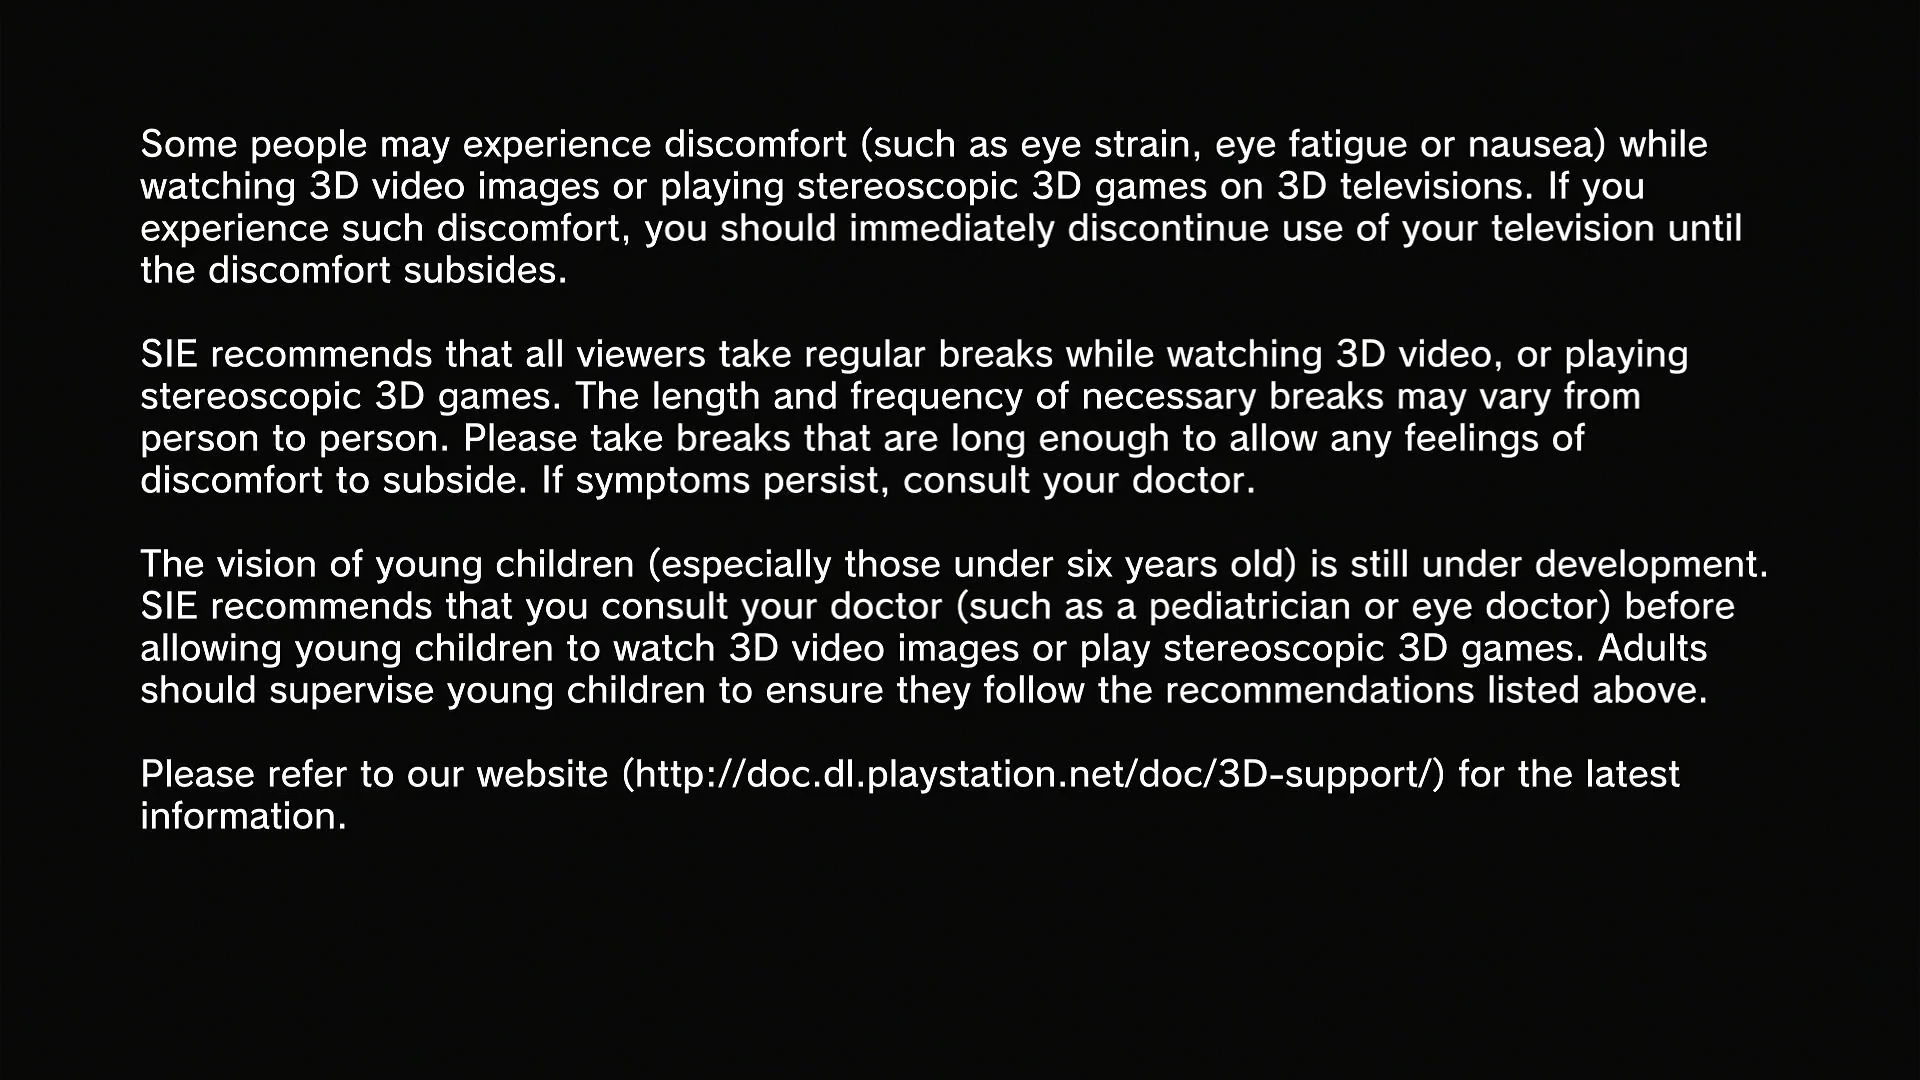 Some people may experience discomfort (such as eye strain, eye fatigue or nausea) while
watching 3D video images or playing stereoscopic 3D games on 3D televisions. If you
experience such discomfort, you should immediately discontinue use of your television until
the discomfort subsides.
SIE recommends that all viewers take regular breaks while watching 3D video, or playing
stereoscopic 3D games. The length and frequency of necessary breaks may vary from
person to person. Please take breaks that are long enough to allow any feelings of
discomfort to subside. If symptoms persist, consult your doctor.
The vision of young children (especially those under six years old) is still under development.
SIE recommends that you consult your doctor (such as a pediatrician or eye doctor) before
allowing young children to watch 3D video images or play stereoscopic 3D games. Adults
should supervise young children to ensure they follow the recommendations listed above.
Please refer to our website (http://doc.dl.playstation.net/doc/3D-support/) for the latest
information.